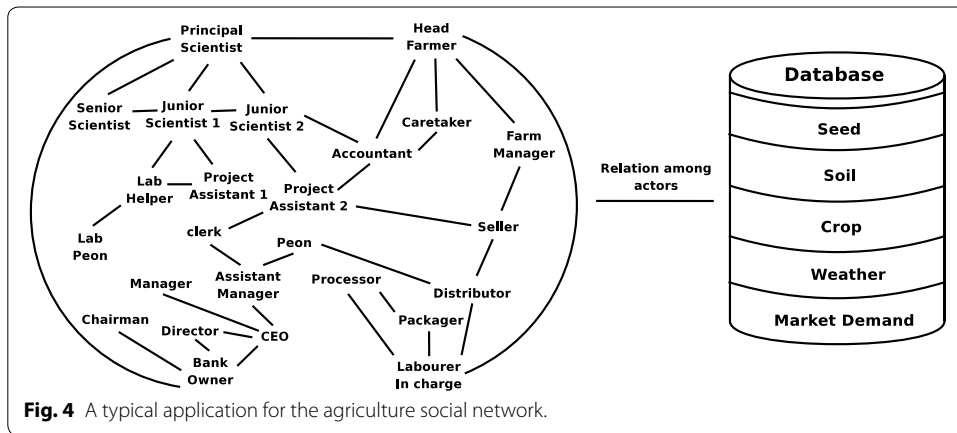 Principal
Scientist
Head
Farmer
Senior
Scientist
Junior
Scientist 1
Junior
Scientist 2
Caretaker
Accountant
Farm
Manager
Lab
Helper
Project
Assistant 1
Project
Assistant 2
Lab
Peon
clerk
Peon
Seller
Manager
Assistant
Manager
Processor
Distributor
Chairman
Director
CEO
Packager
Bank
Owner
Labourer
In charge
Relation among
actors
Database
Seed
Soil
Crop
Weather
Market Demand
Fig. 4 A typical application for the agriculture social network.